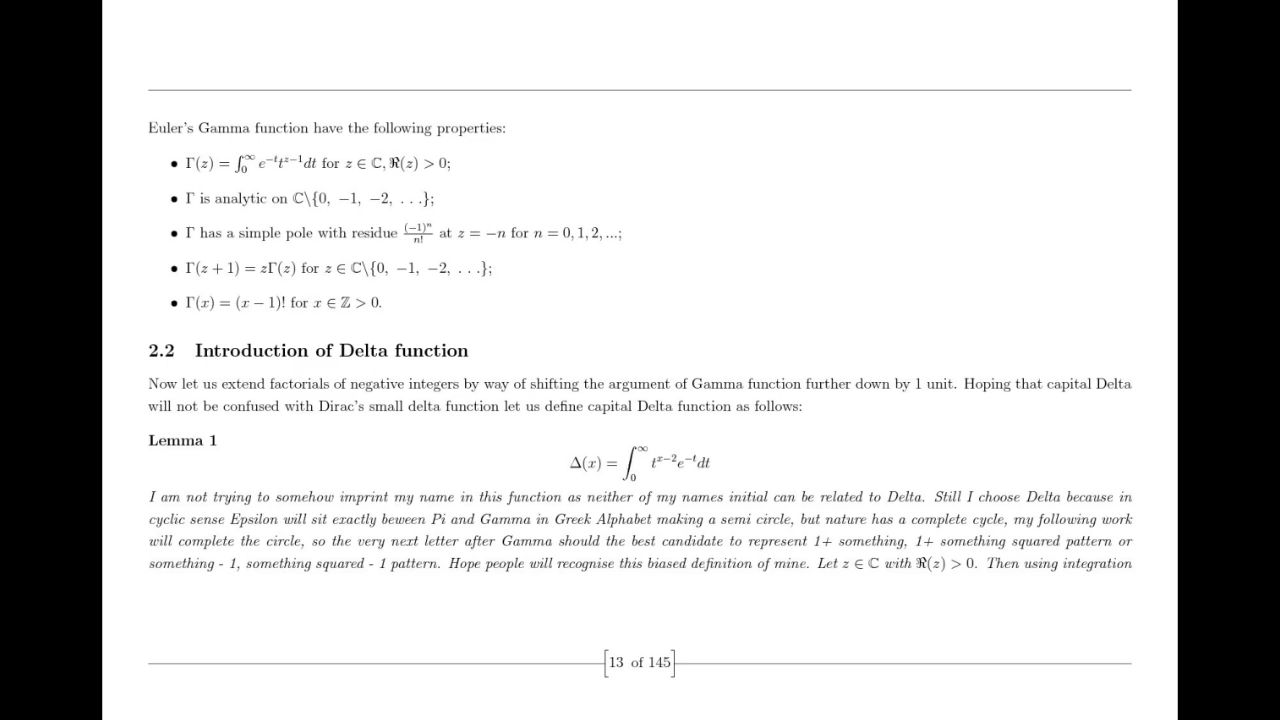 Euler's Gamma function have the following properties:
• Γ(z) = ∫₀^∞ e^{−t}t^{z−1}dt for z ∈ ℂ, ℜ(z) > 0;
• Γ is analytic on ℂ\{0, −1, −2, . . .};
• Γ has a simple pole with residue (−1)^n/n! at z = −n for n = 0, 1, 2, ...;
• Γ(z + 1) = zΓ(z) for z ∈ ℂ\{0, −1, −2, . . .};
• Γ(x) = (x − 1)! for x ∈ ℤ > 0.
2.2 Introduction of Delta function
Now let us extend factorials of negative integers by way of shifting the argument of Gamma function further down by 1 unit. Hoping that capital Delta
will not be confused with Dirac's small delta function let us define capital Delta function as follows:
Lemma 1
Δ(x) = ∫₀^∞ t^{x−2}e^{−t}dt
I am not trying to somehow imprint my name in this function as neither of my names initial can be related to Delta. Still I choose Delta because in
cyclic sense Epsilon will sit exactly beween Pi and Gamma in Greek Alphabet making a semi circle, but nature has a complete cycle, my following work
will complete the circle, so the very next letter after Gamma should the best candidate to represent 1+ something, 1+ something squared pattern or
something - 1, something squared - 1 pattern. Hope people will recognise this biased definition of mine. Let z ∈ ℂ with ℜ(z) > 0. Then using integration
13 of 145